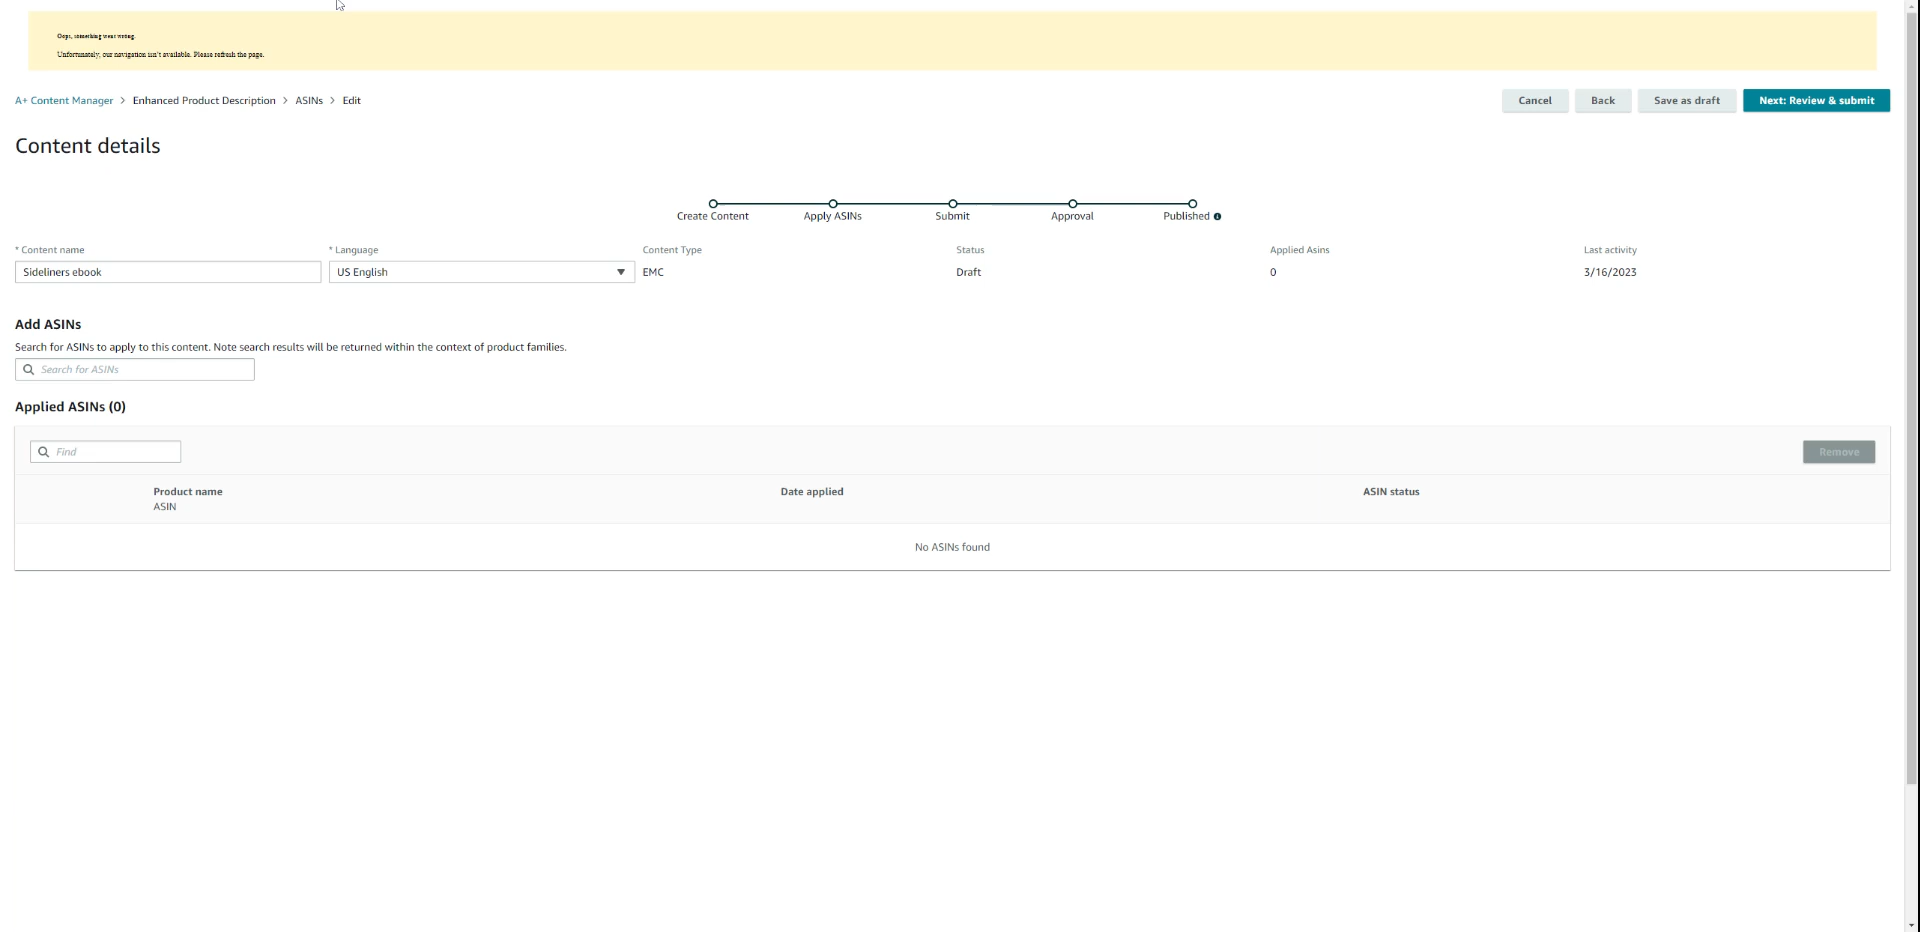 Oops, something went wrong.
Unfortunately, our navigation isn't available. Please refresh the page.
A+ Content Manager > Enhanced Product Description > ASINs > Edit
Cancel
Back
Save as draft
Next: Review & submit
Content details
Create Content
Apply ASINs
Submit
Approval
Published
* Content name
* Language
Content Type
Status
Applied Asins
Last activity
Sideliners ebook
US English
EMC
Draft
0
3/16/2023
Add ASINs
Search for ASINs to apply to this content. Note search results will be returned within the context of product families.
Search for ASINs
Applied ASINs (0)
Find
Remove
Product name
ASIN
Date applied
ASIN status
No ASINs found